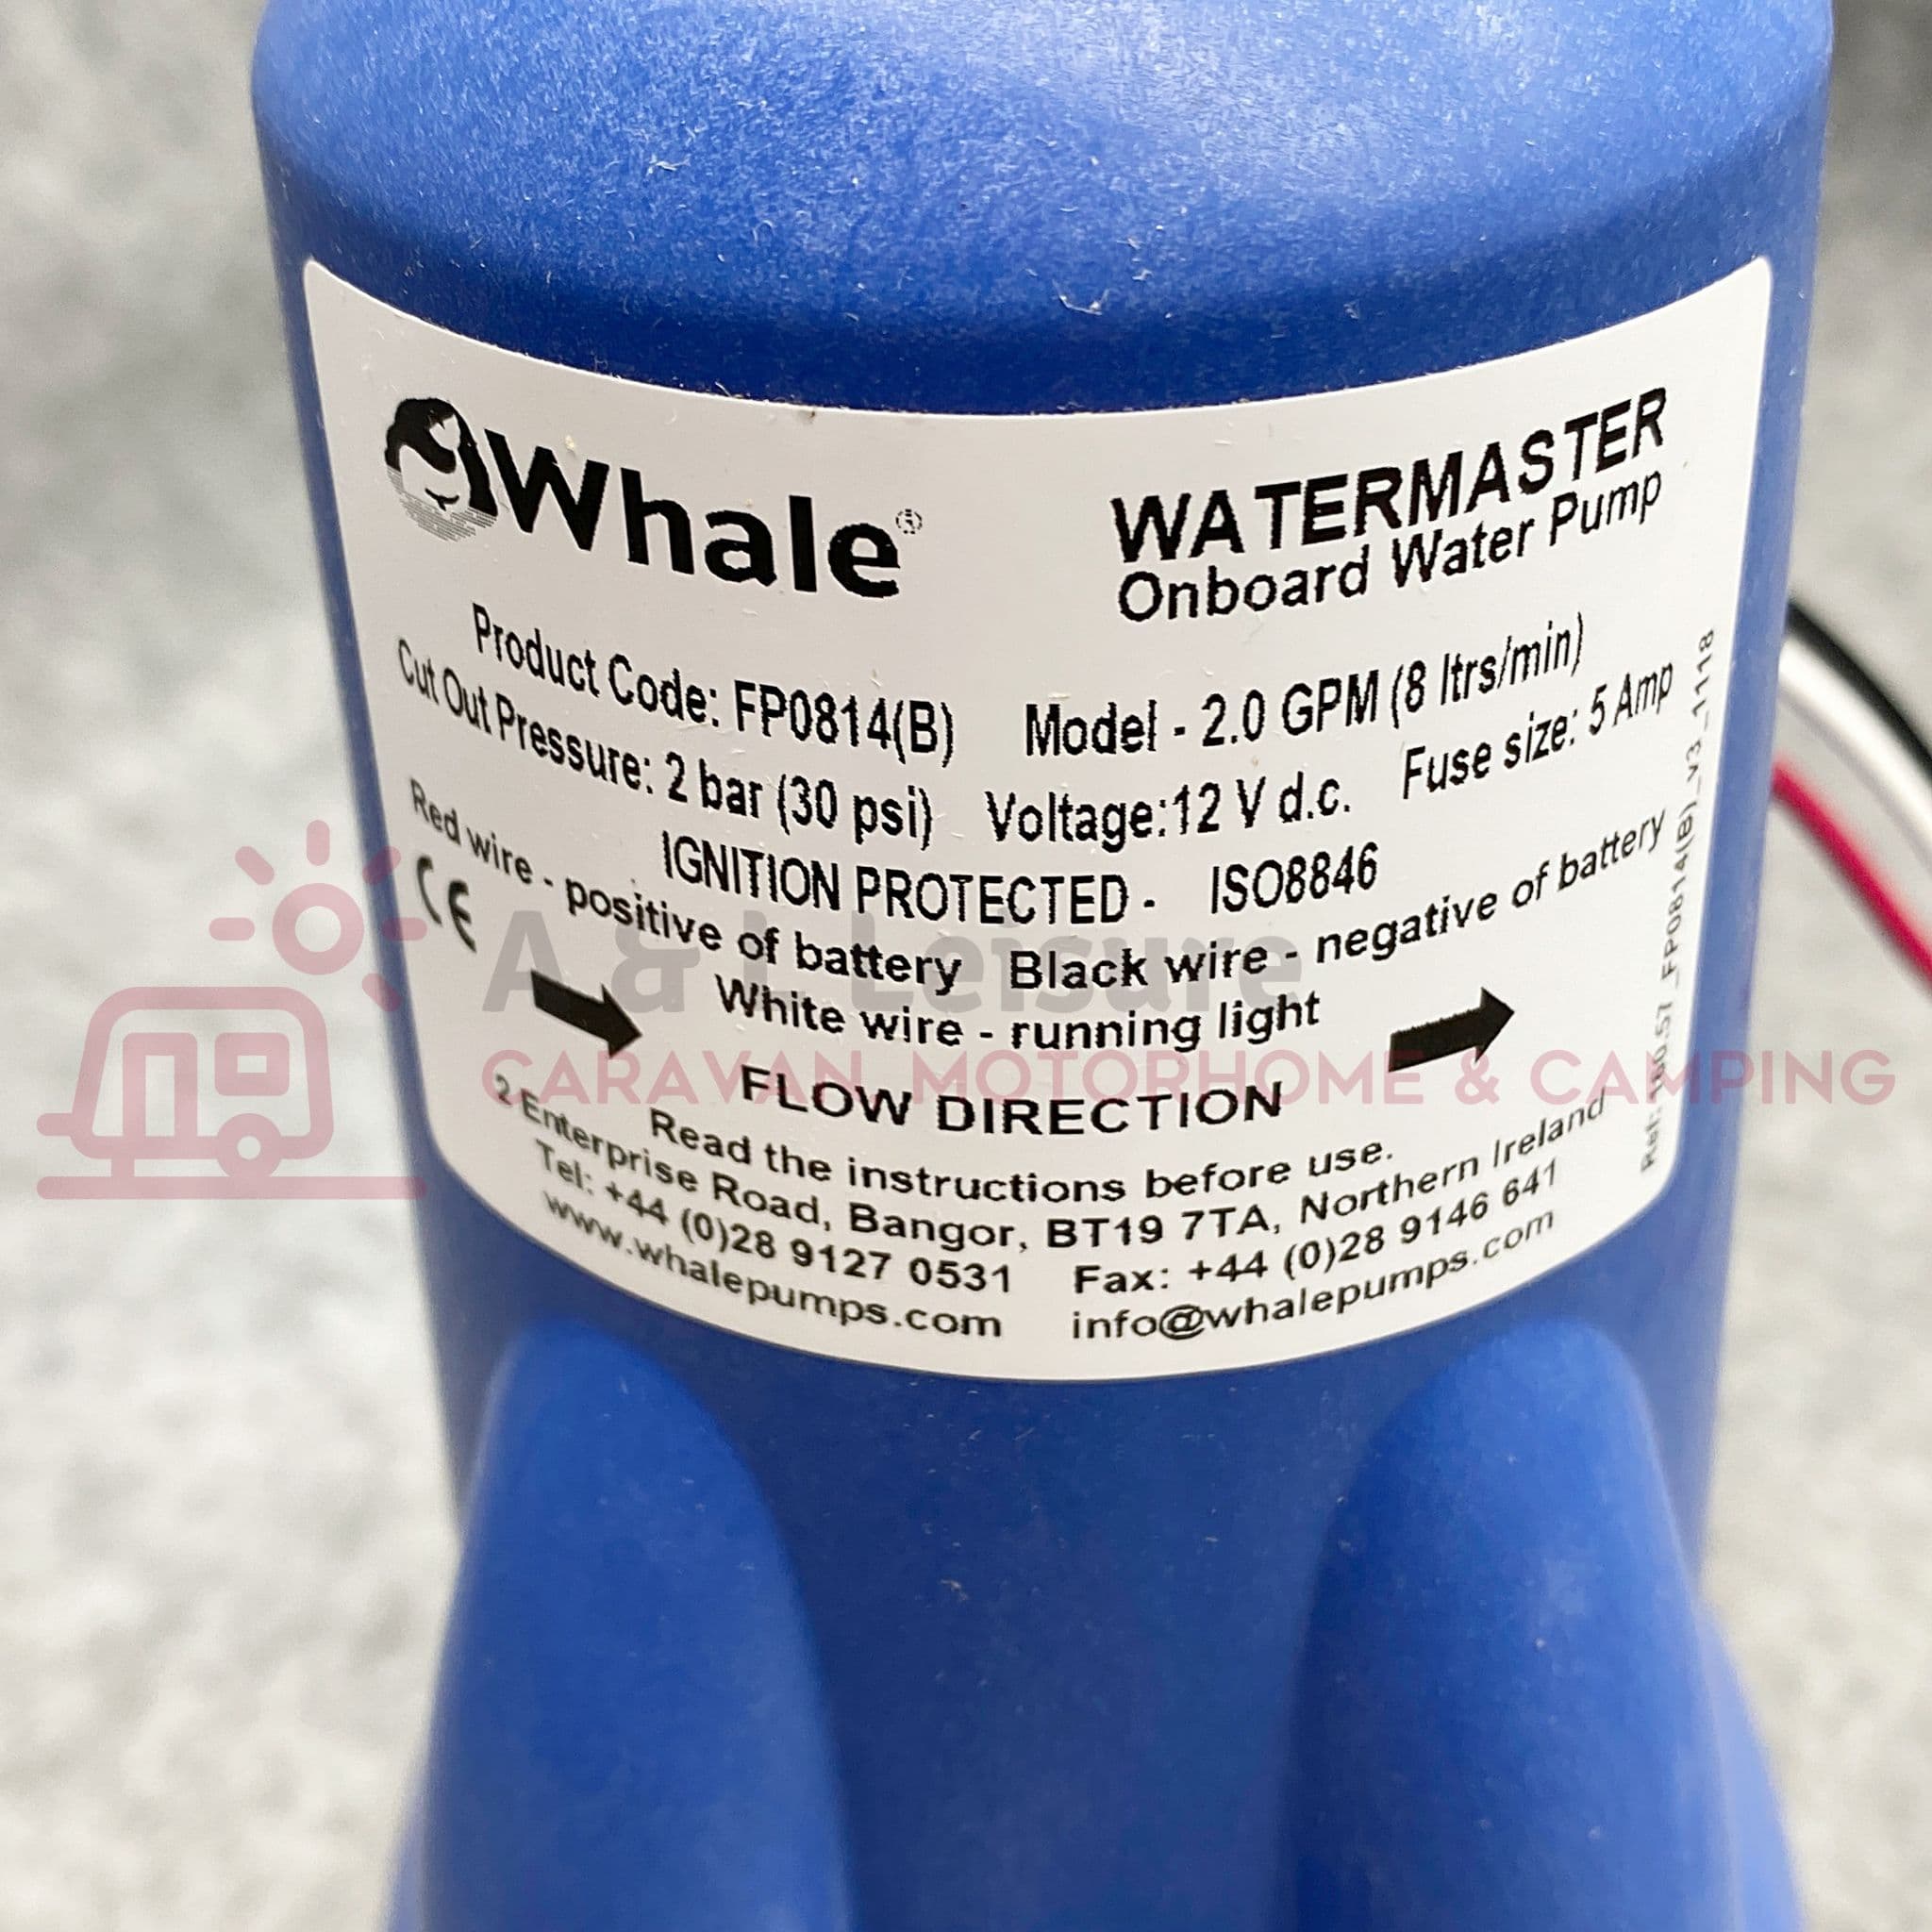 Whale®
WATERMASTER
Onboard Water Pump
Product Code: FP0814(B) Model - 2.0 GPM (8 ltrs/min)
Cut Out Pressure: 2 bar (30 psi) Voltage:12 V d.c. Fuse size: 5 Amp
IGNITION PROTECTED - ISO8846
Red wire - positive of battery Black wire - negative of battery
CE
White wire - running light
FLOW DIRECTION
Read the instructions before use.
2 Enterprise Road, Bangor, BT19 7TA, Northern Ireland
Tel: +44 (0)28 9127 0531 Fax: +44 (0)28 9146 641
www.whalepumps.com info@whalepumps.com
_FP0814(B)_v3_1118
A & L Leisure
CARAVAN, MOTORHOME & CAMPING